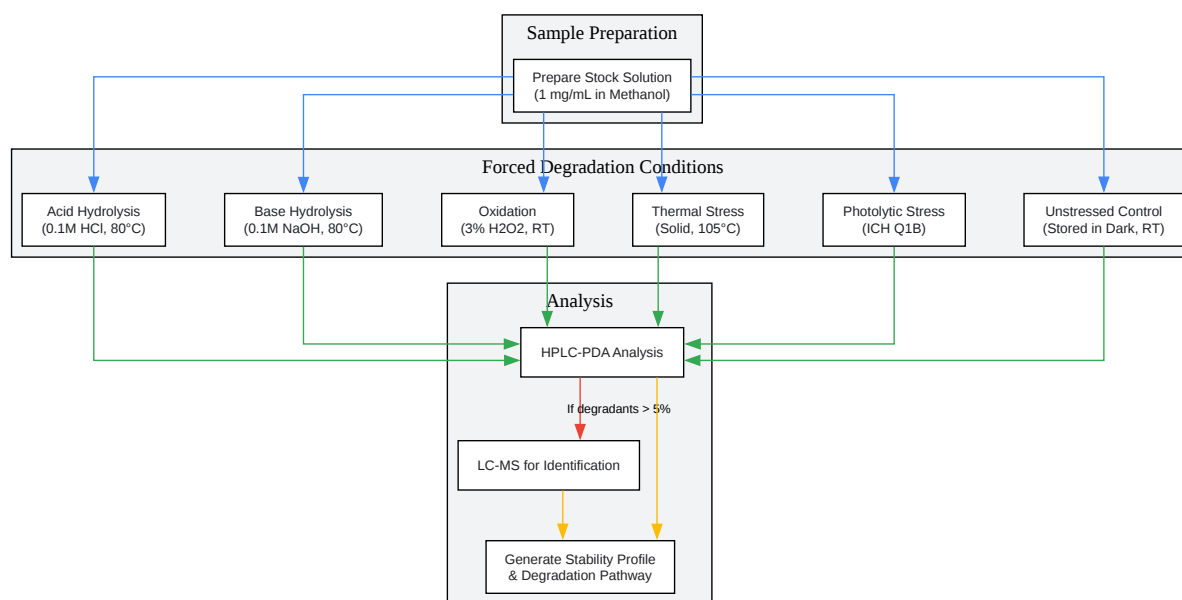 Sample Preparation
Prepare Stock Solution
(1 mg/mL in Methanol)
Forced Degradation Conditions
Acid Hydrolysis
(0.1M HCl, 80°C)
Base Hydrolysis
(0.1M NaOH, 80°C)
Oxidation
(3% H2O2, RT)
Thermal Stress
(Solid, 105°C)
Photolytic Stress
(ICH Q1B)
Unstressed Control
(Stored in Dark, RT)
Analysis
HPLC-PDA Analysis
If degradants > 5%
LC-MS for Identification
Generate Stability Profile
& Degradation Pathway